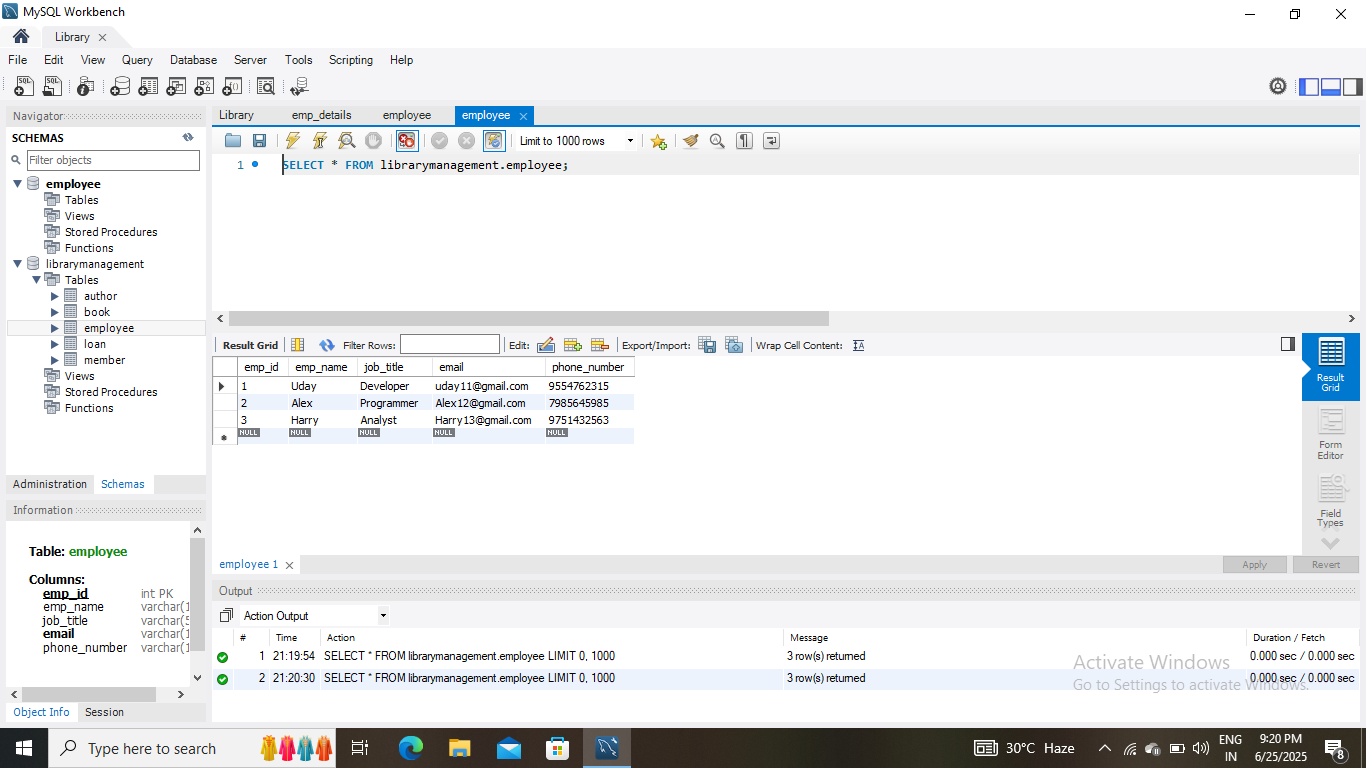 MySQL Workbench
Library
File Edit View Query Database Server Tools Scripting Help
Navigator
SCHEMAS
Filter objects
employee
Tables
Views
Stored Procedures
Functions
librarymanagement
Tables
author
book
employee
loan
member
Views
Stored Procedures
Functions
Administration Schemas
Information
Table: employee
Columns:
emp_id int PK
emp_name varchar(1
job_title varchar(5
email varchar(1
phone_number varchar(1
Object Info Session
Library emp_details employee employee
Limit to 1000 rows
1 SELECT * FROM librarymanagement.employee;
Result Grid Filter Rows: Edit: Export/Import: Wrap Cell Content:
emp_id emp_name job_title email phone_number
1 Uday Developer uday11@gmail.com 9554762315
2 Alex Programmer Alex12@gmail.com 7985645985
3 Harry Analyst Harry13@gmail.com 9751432563
NULL NULL NULL NULL NULL
Result
Grid
Form
Editor
Field
Types
employee 1
Apply Revert
Output
Action Output
# Time Action Message Duration / Fetch
1 21:19:54 SELECT * FROM librarymanagement.employee LIMIT 0, 1000 3 row(s) returned 0.000 sec / 0.000 sec
2 21:20:30 SELECT * FROM librarymanagement.employee LIMIT 0, 1000 3 row(s) returned 0.000 sec / 0.000 sec
Activate Windows
Go to Settings to activate Windows.
Type here to search
30°C Haze
ENG
IN
9:20 PM
6/25/2025
8